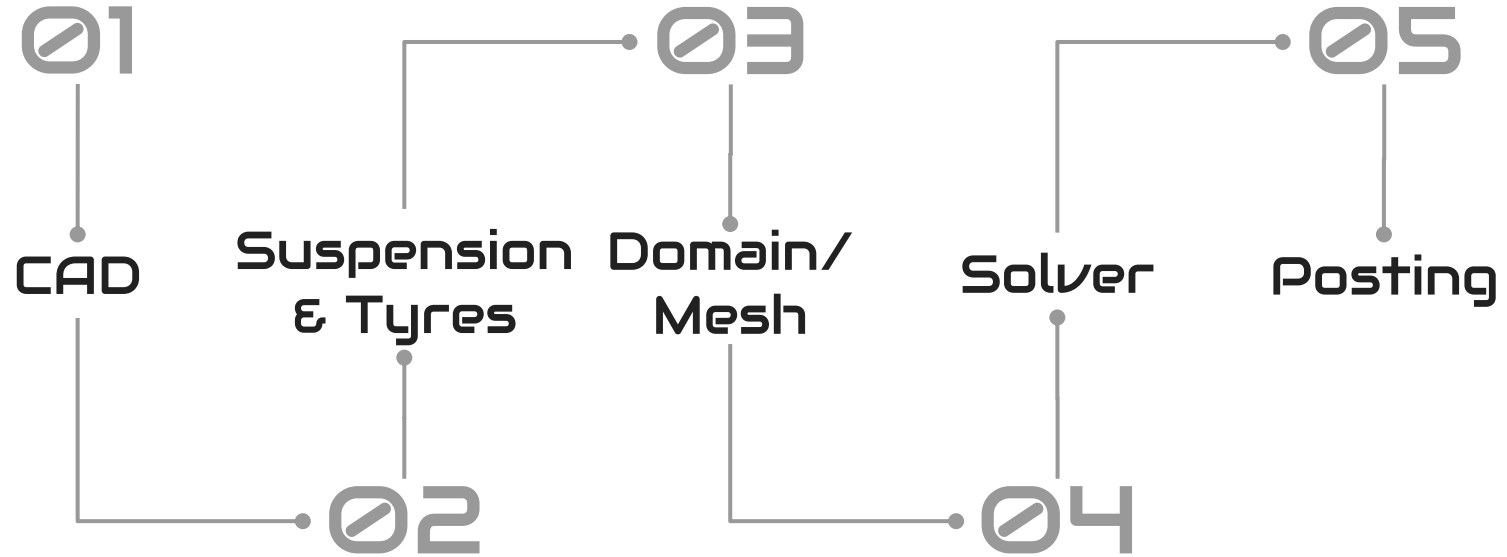 01
CAD
02
Suspension
& Tyres
03
Domain/
Mesh
04
Solver
05
Posting